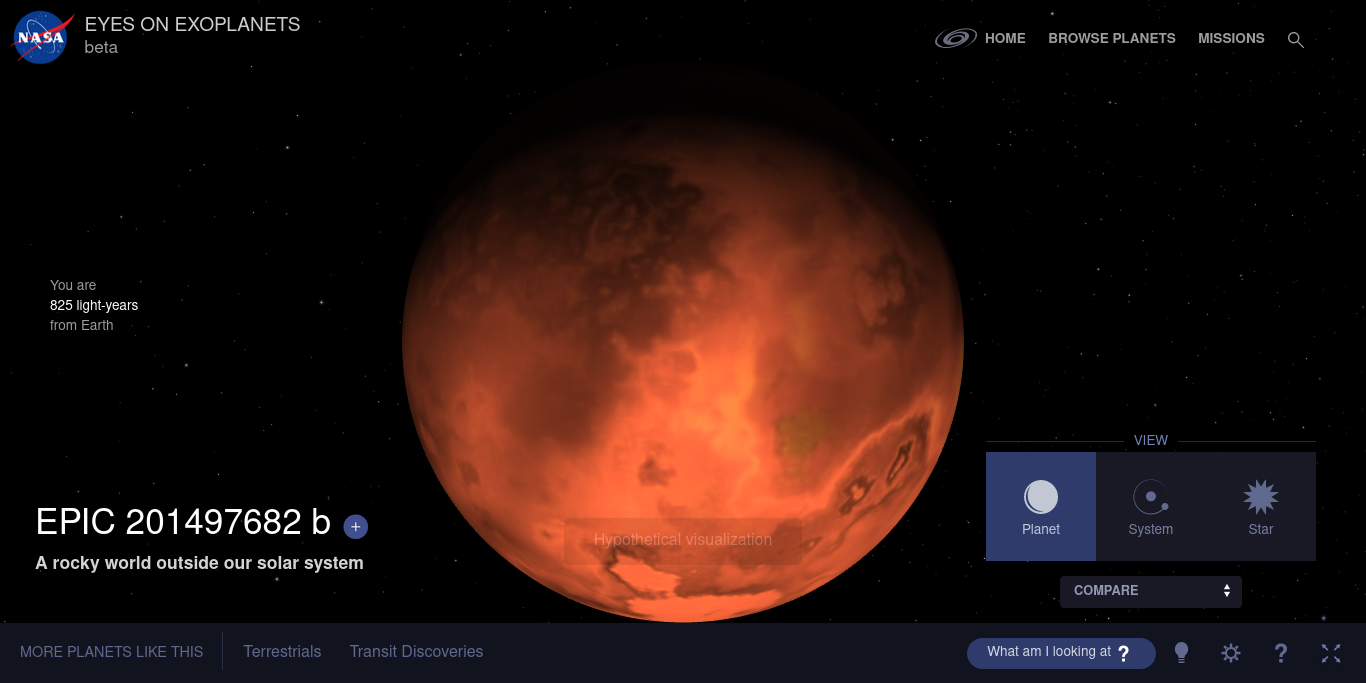 NASA
EYES ON EXOPLANETS
beta
HOME
BROWSE PLANETS
MISSIONS
You are
825 light-years
from Earth
EPIC 201497682 b +
A rocky world outside our solar system
Hypothetical visualization
VIEW
Planet
System
Star
COMPARE
MORE PLANETS LIKE THIS
Terrestrials
Transit Discoveries
What am I looking at ?
?